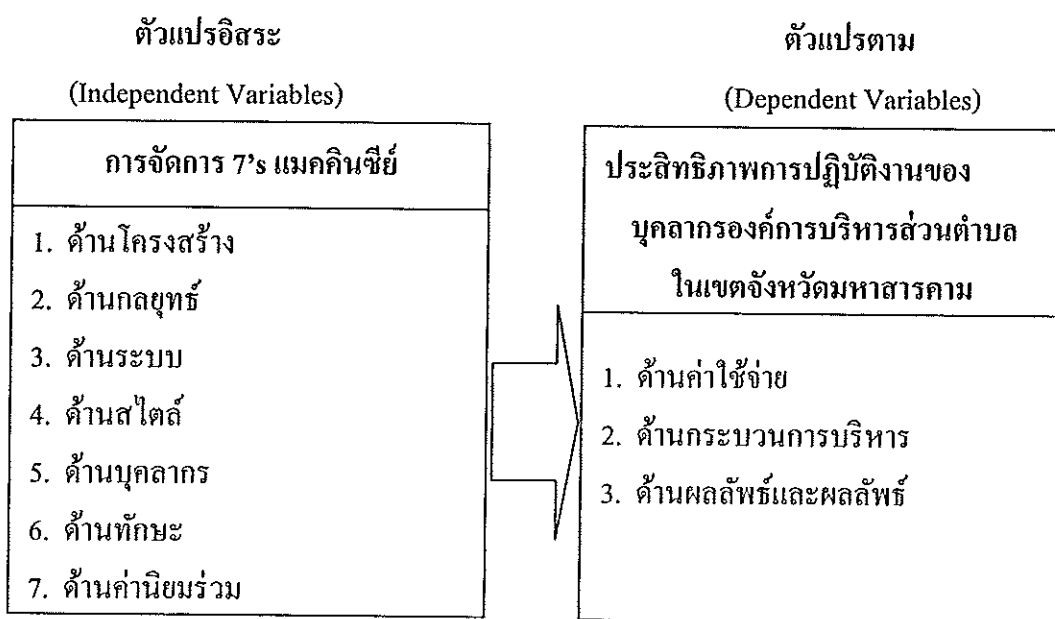 ตัวแปรอิสระ
(Independent Variables)
การจัดการ 7's แมคคินซีย์
1. ด้านโครงสร้าง
2. ด้านกลยุทธ์
3. ด้านระบบ
4. ด้านสไตล์
5. ด้านบุคลากร
6. ด้านทักษะ
7. ด้านค่านิยมร่วม
ตัวแปรตาม
(Dependent Variables)
ประสิทธิภาพการปฏิบัติงานของ
บุคลากรองค์การบริหารส่วนตำบล
ในเขตจังหวัดมหาสารคาม
1. ด้านค่าใช้จ่าย
2. ด้านกระบวนการบริหาร
3. ด้านผลลัพธ์และผลลัพธ์